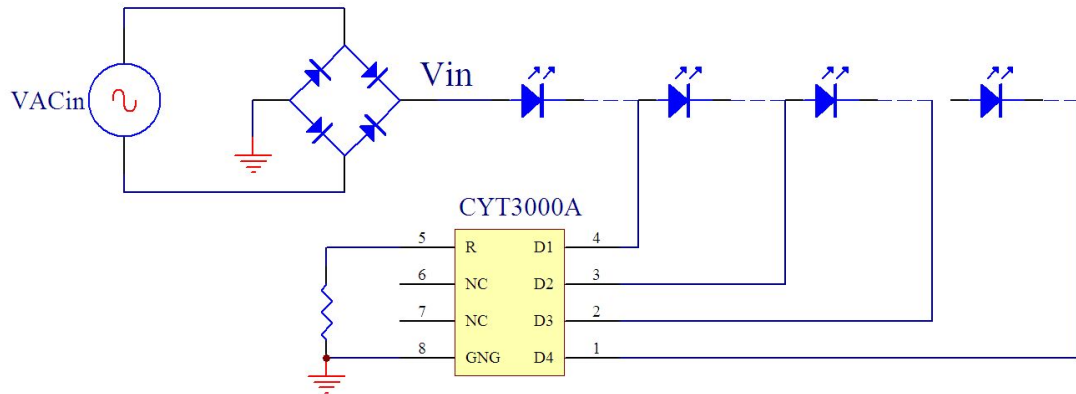 VACin
Vin
CYT3000A
5 R D1 4
6 NC D2 3
7 NC D3 2
8 GNG D4 1